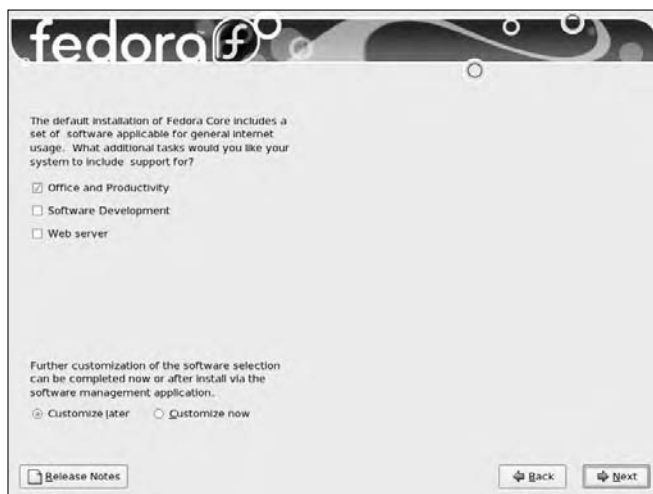 fedora
The default installation of Fedora Core includes a
set of software applicable for general internet
usage. What additional tasks would you like your
system to include support for?
Office and Productivity
Software Development
Web server
Further customization of the software selection
can be completed now or after install via the
software management application.
Customize later Customize now
Release Notes Back Next